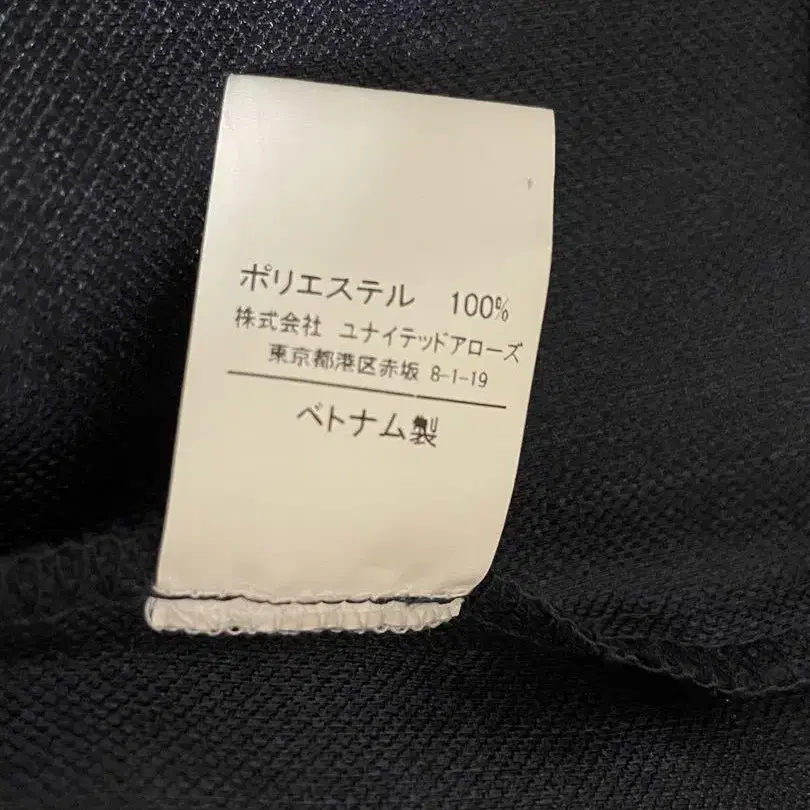 ポリエステル 100%
株式会社 ユナイテッドアローズ
東京都港区赤坂 8-1-19
ベトナム製